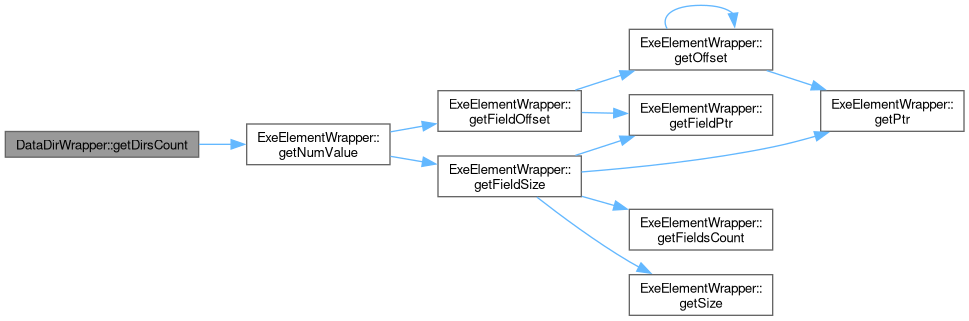 DataDirWrapper::getDirsCount
ExeElementWrapper::
getNumValue
ExeElementWrapper::
getFieldOffset
ExeElementWrapper::
getFieldSize
ExeElementWrapper::
getOffset
ExeElementWrapper::
getFieldPtr
ExeElementWrapper::
getFieldsCount
ExeElementWrapper::
getSize
ExeElementWrapper::
getPtr